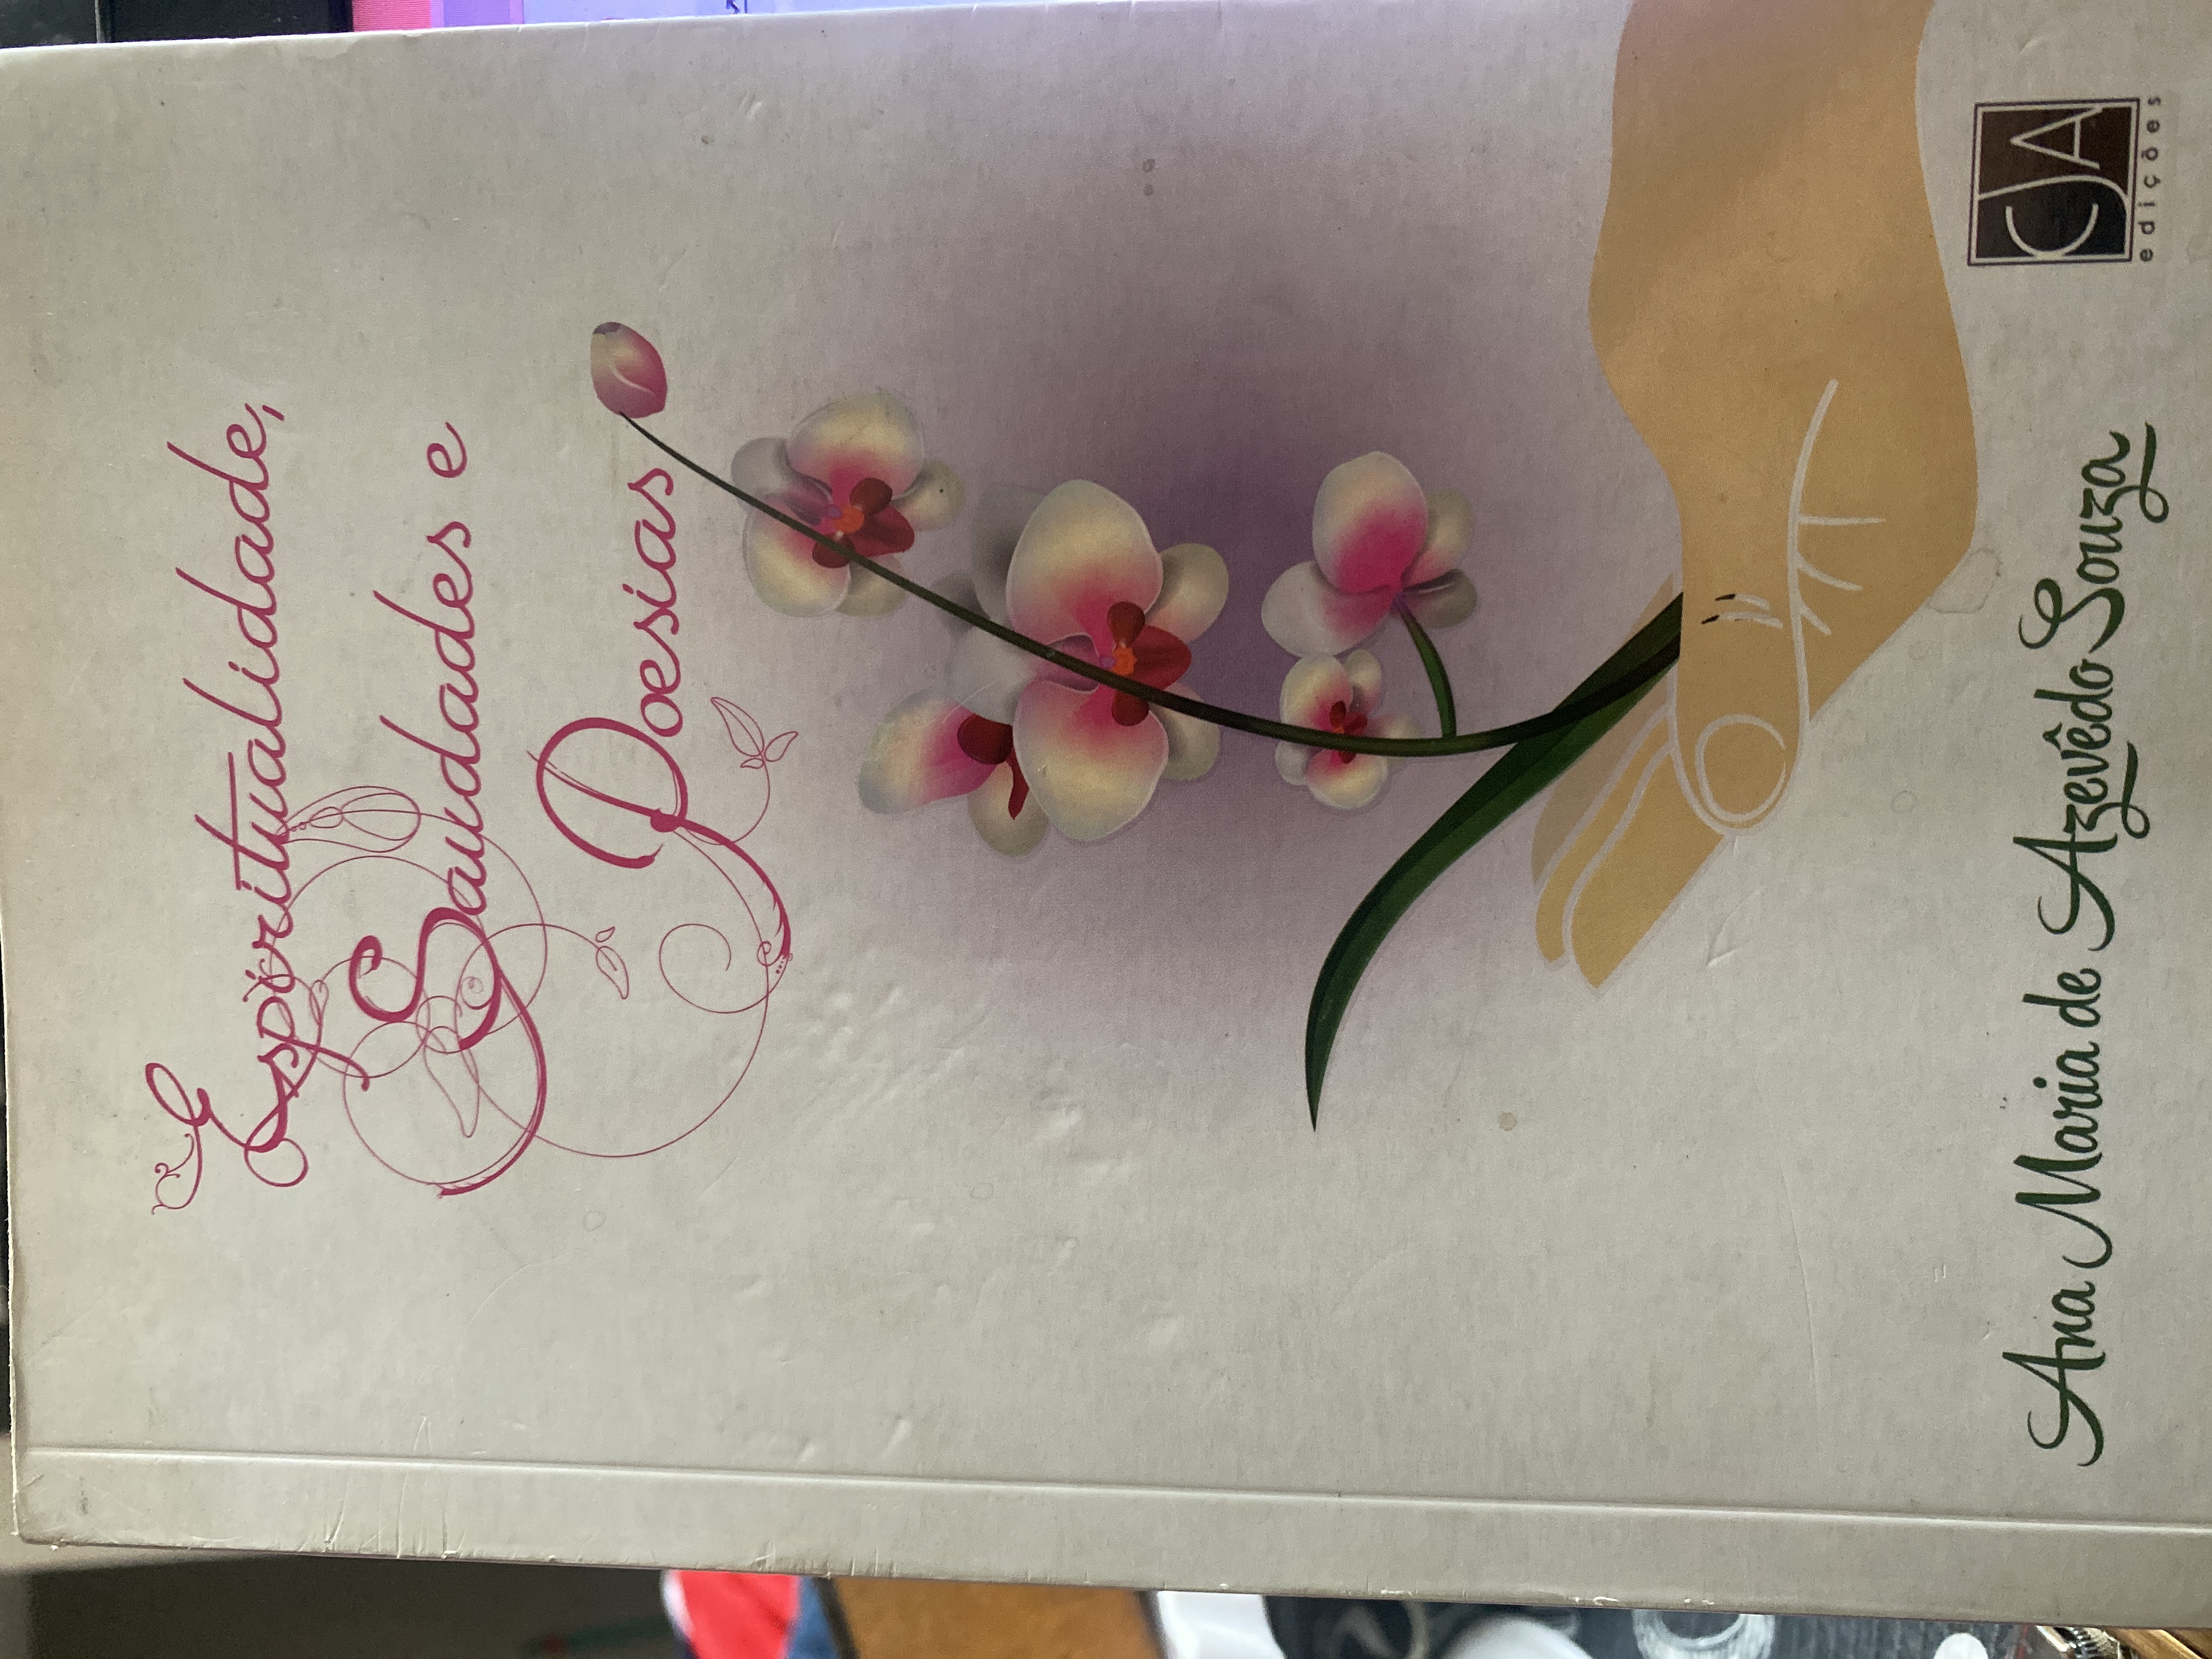 Espiritualidade,
Saudades e
Poesias
Ana Maria de Azevêdo Souza
CJA
edições